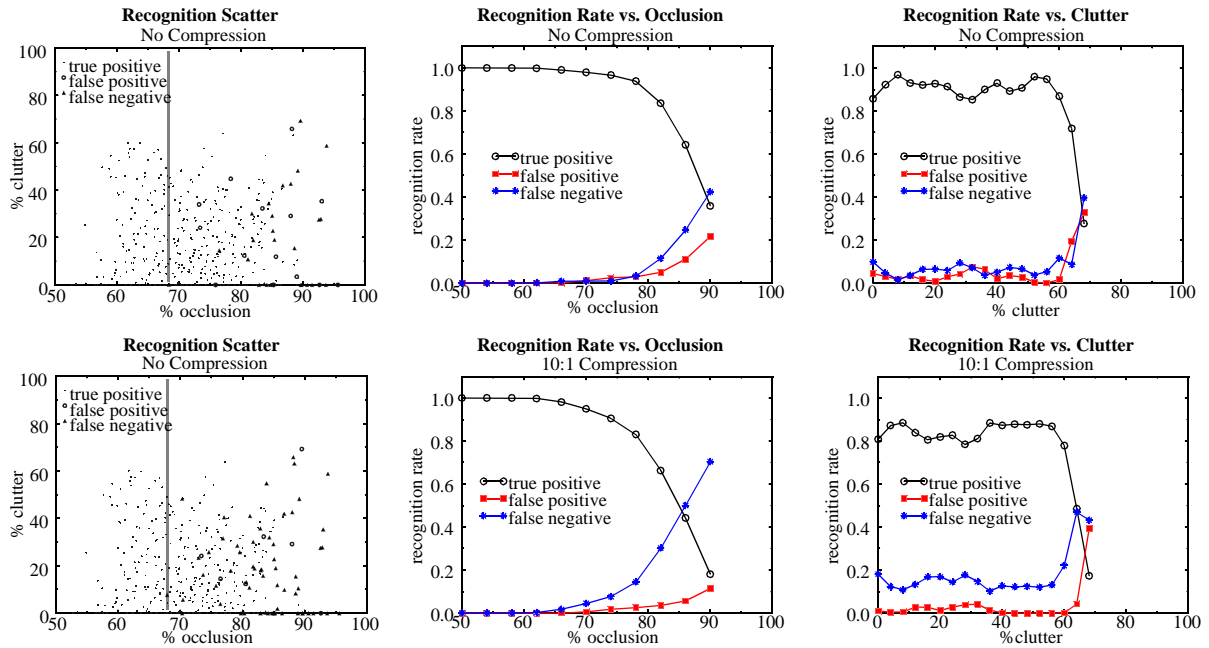 Recognition Scatter
No Compression
100
80
60
40
20
0
% clutter
true positive
false positive
false negative
50 60 70 80 90 100
% occlusion
Recognition Rate vs. Occlusion
No Compression
1.0
0.8
0.6
0.4
0.2
0.0
recognition rate
true positive
false positive
false negative
50 60 70 80 90 100
% occlusion
Recognition Rate vs. Clutter
No Compression
1.0
0.8
0.6
0.4
0.2
0.0
recognition rate
true positive
false positive
false negative
0 20 40 60 80 100
% clutter
Recognition Scatter
No Compression
100
80
60
40
20
0
% clutter
true positive
false positive
false negative
50 60 70 80 90 100
% occlusion
Recognition Rate vs. Occlusion
10:1 Compression
1.0
0.8
0.6
0.4
0.2
0.0
recognition rate
true positive
false positive
false negative
50 60 70 80 90 100
% occlusion
Recognition Rate vs. Clutter
10:1 Compression
1.0
0.8
0.6
0.4
0.2
0.0
recognition rate
true positive
false positive
false negative
0 20 40 60 80 100
%clutter